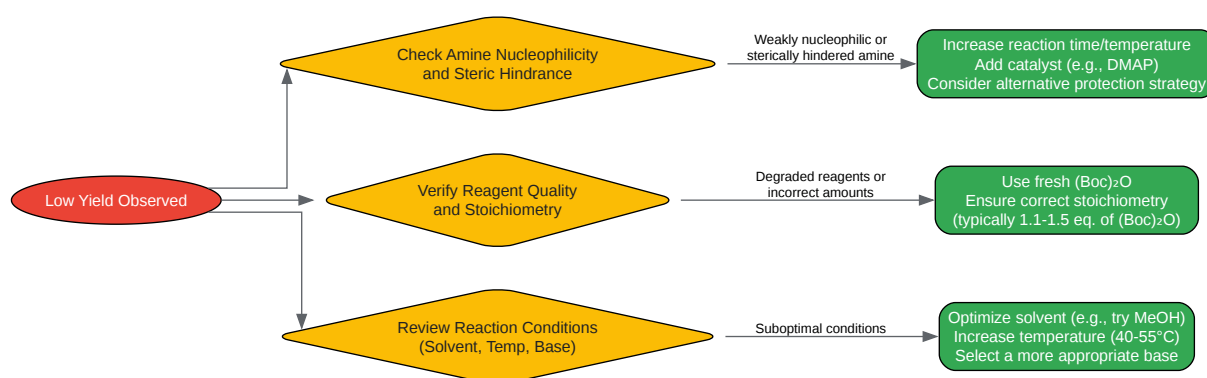 Low Yield Observed
Check Amine Nucleophilicity
and Steric Hindrance
Weakly nucleophilic or
sterically hindered amine
Increase reaction time/temperature
Add catalyst (e.g., DMAP)
Consider alternative protection strategy
Verify Reagent Quality
and Stoichiometry
Degraded reagents or
incorrect amounts
Use fresh (Boc)₂O
Ensure correct stoichiometry
(typically 1.1-1.5 eq. of (Boc)₂O)
Review Reaction Conditions
(Solvent, Temp, Base)
Suboptimal conditions
Optimize solvent (e.g., try MeOH)
Increase temperature (40-55°C)
Select a more appropriate base